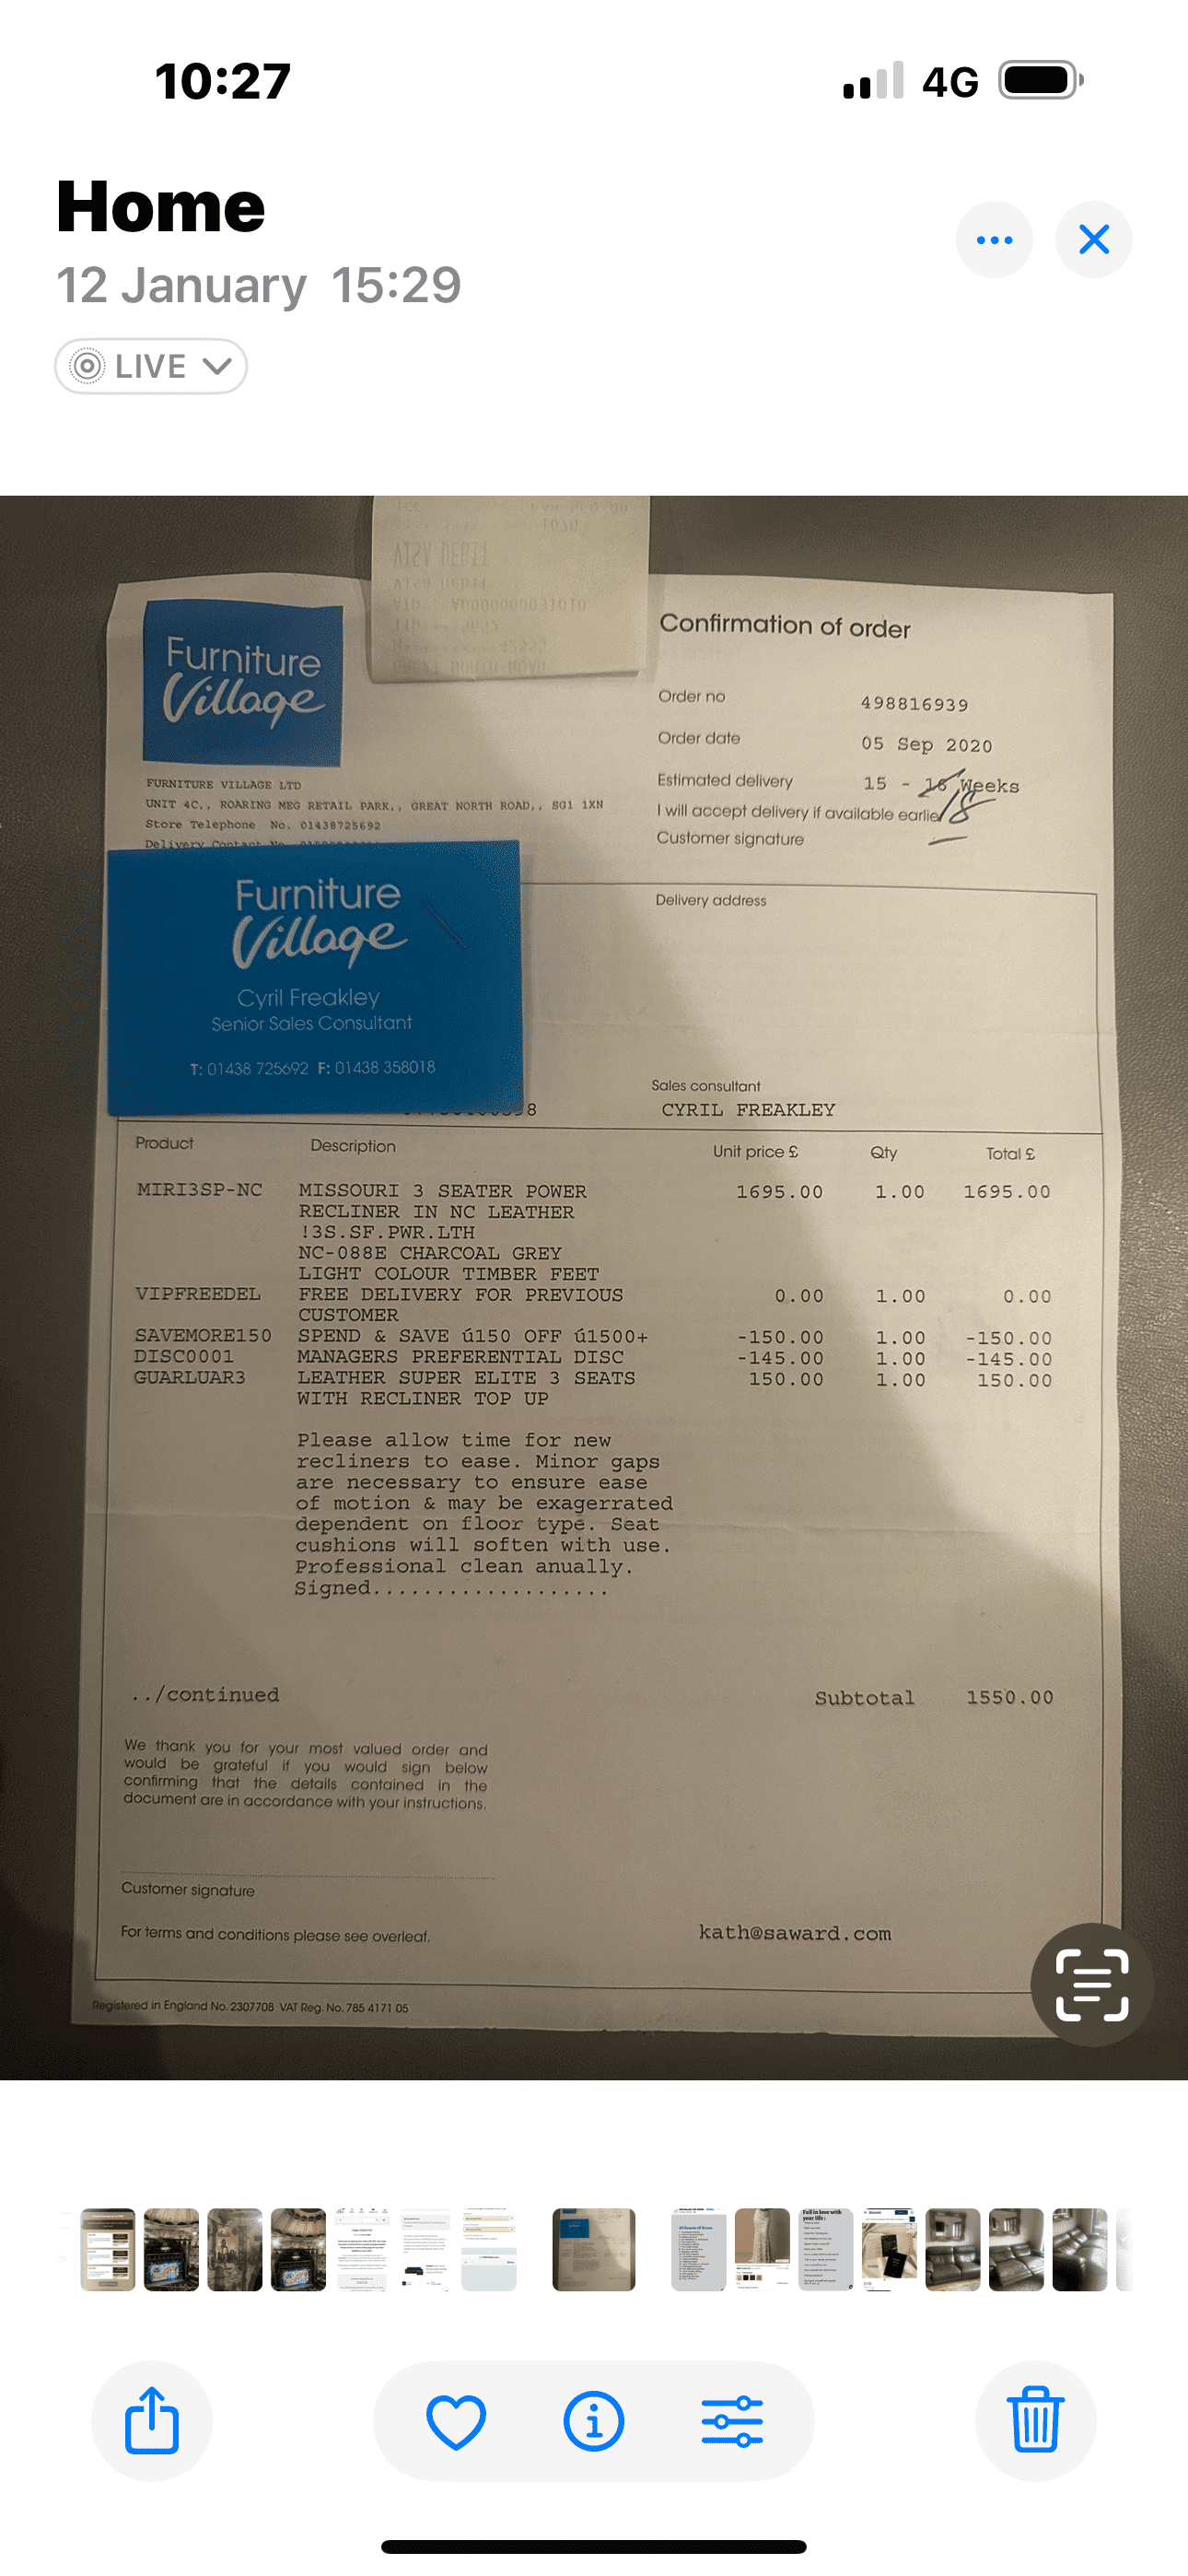 10:27
4G
Home
12 January 15:29
LIVE
VISA DEBIT
Visa Debit
AID A0000000031010
Furniture
Village
Confirmation of order
Order no 498816939
Order date 05 Sep 2020
Estimated delivery 15 - 16 Weeks
18
I will accept delivery if available earlie
Customer signature
FURNITURE VILLAGE LTD
UNIT 4C,, ROARING MEG RETAIL PARK,, GREAT NORTH ROAD,, SG1 1XN
Store Telephone No. 01438725692
Delivery Contact No.
Furniture
Village
Cyril Freakley
Senior Sales Consultant
T: 01438 725692 F: 01438 358018
Delivery address
Sales consultant
CYRIL FREAKLEY
Product Description Unit price £ Qty Total £
MIRI3SP-NC MISSOURI 3 SEATER POWER 1695.00 1.00 1695.00
RECLINER IN NC LEATHER
!3S.SF.PWR.LTH
NC-088E CHARCOAL GREY
LIGHT COLOUR TIMBER FEET
VIPFREEDEL FREE DELIVERY FOR PREVIOUS 0.00 1.00 0.00
CUSTOMER
SAVEMORE150 SPEND & SAVE ú150 OFF ú1500+ -150.00 1.00 -150.00
DISC0001 MANAGERS PREFERENTIAL DISC -145.00 1.00 -145.00
GUARLUAR3 LEATHER SUPER ELITE 3 SEATS 150.00 1.00 150.00
WITH RECLINER TOP UP
Please allow time for new
recliners to ease. Minor gaps
are necessary to ensure ease
of motion & may be exagerrated
dependent on floor type. Seat
cushions will soften with use.
Professional clean anually.
Signed...................
../continued Subtotal 1550.00
We thank you for your most valued order and
would be grateful if you would sign below
confirming that the details contained in the
document are in accordance with your instructions.
Customer signature
For terms and conditions please see overleaf.
kath@saward.com
Registered in England No. 2307708 VAT Reg. No. 785 4171 05